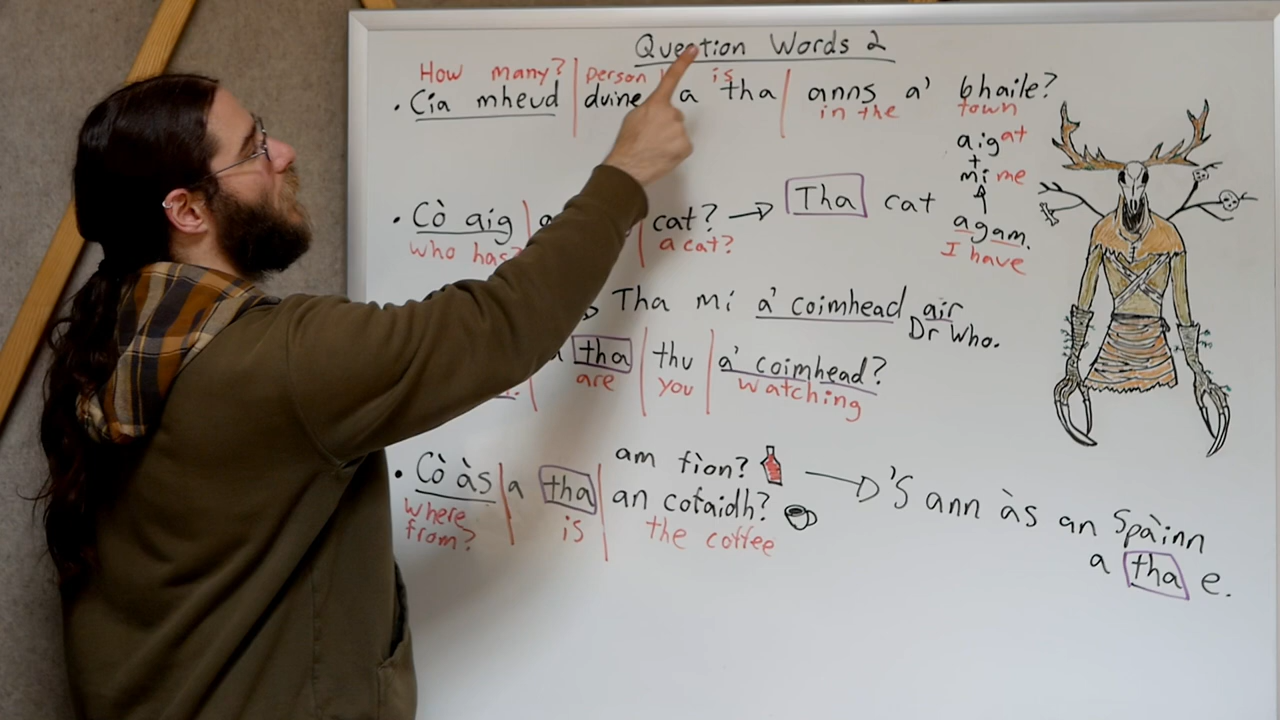 Question Words 2
How many? person is
• Cia mheud duine a tha anns a' bhaile?
in the town
aig at
+
mi me
• Cò aig cat? → Tha cat agam.
who has? a cat? I have
Tha mi a' coimhead air Dr Who.
tha thu a' coimhead?
are you watching
am fìon?
• Cò às a tha an cofaidh? → 'S ann às an Spàinn
where from? is the coffee
a tha e.